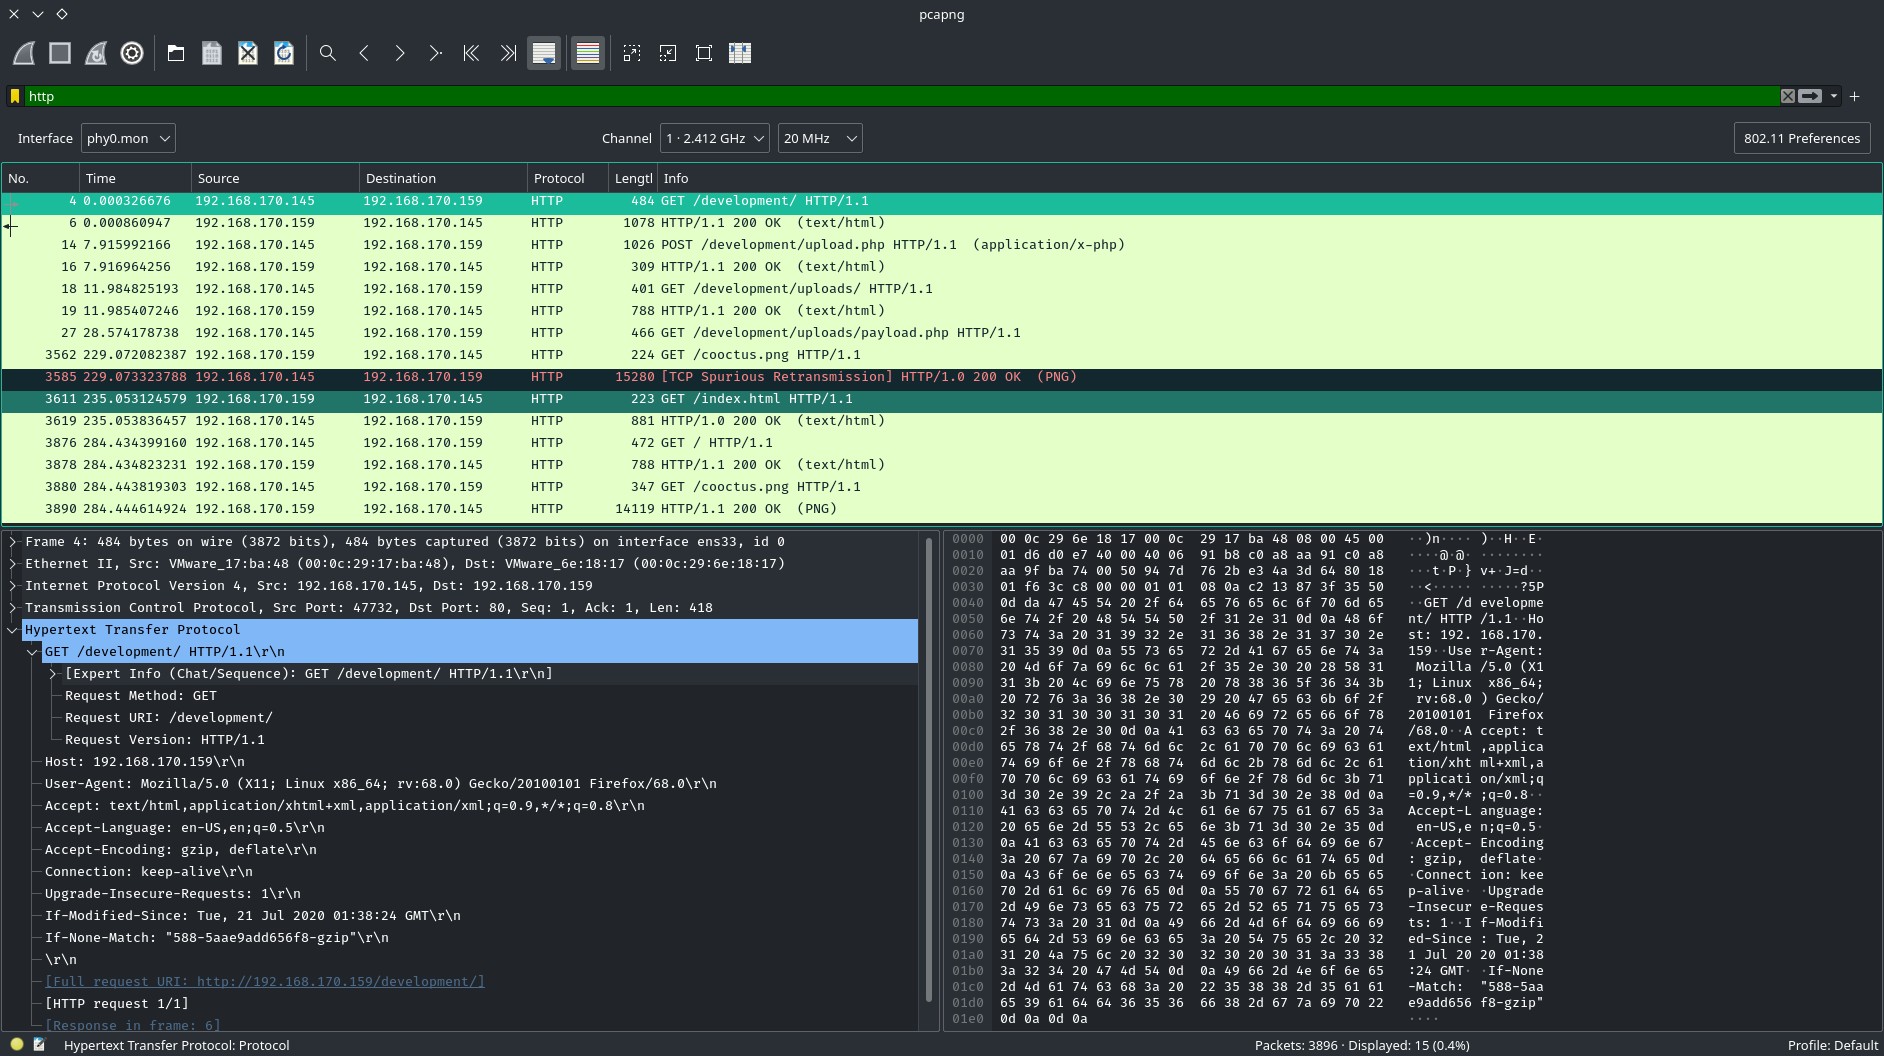 pcapng
http
Interface phy0.mon Channel 1 · 2.412 GHz 20 MHz 802.11 Preferences
No. Time Source Destination Protocol Lengtl Info
4 0.000326676 192.168.170.145 192.168.170.159 HTTP 484 GET /development/ HTTP/1.1
6 0.000860947 192.168.170.159 192.168.170.145 HTTP 1078 HTTP/1.1 200 OK (text/html)
14 7.915992166 192.168.170.145 192.168.170.159 HTTP 1026 POST /development/upload.php HTTP/1.1 (application/x-php)
16 7.916964256 192.168.170.159 192.168.170.145 HTTP 309 HTTP/1.1 200 OK (text/html)
18 11.984825193 192.168.170.145 192.168.170.159 HTTP 401 GET /development/uploads/ HTTP/1.1
19 11.985407246 192.168.170.159 192.168.170.145 HTTP 788 HTTP/1.1 200 OK (text/html)
27 28.574178738 192.168.170.145 192.168.170.159 HTTP 466 GET /development/uploads/payload.php HTTP/1.1
3562 229.072082387 192.168.170.159 192.168.170.145 HTTP 224 GET /cooctus.png HTTP/1.1
3585 229.073323788 192.168.170.145 192.168.170.159 HTTP 15280 [TCP Spurious Retransmission] HTTP/1.0 200 OK (PNG)
3611 235.053124579 192.168.170.159 192.168.170.145 HTTP 223 GET /index.html HTTP/1.1
3619 235.053836457 192.168.170.145 192.168.170.159 HTTP 881 HTTP/1.0 200 OK (text/html)
3876 284.434399160 192.168.170.145 192.168.170.159 HTTP 472 GET / HTTP/1.1
3878 284.434823231 192.168.170.159 192.168.170.145 HTTP 788 HTTP/1.1 200 OK (text/html)
3880 284.443819303 192.168.170.145 192.168.170.159 HTTP 347 GET /cooctus.png HTTP/1.1
3890 284.444614924 192.168.170.159 192.168.170.145 HTTP 14119 HTTP/1.1 200 OK (PNG)
Frame 4: 484 bytes on wire (3872 bits), 484 bytes captured (3872 bits) on interface ens33, id 0
Ethernet II, Src: VMware_17:ba:48 (00:0c:29:17:ba:48), Dst: VMware_6e:18:17 (00:0c:29:6e:18:17)
Internet Protocol Version 4, Src: 192.168.170.145, Dst: 192.168.170.159
Transmission Control Protocol, Src Port: 47732, Dst Port: 80, Seq: 1, Ack: 1, Len: 418
Hypertext Transfer Protocol
GET /development/ HTTP/1.1\r\n
[Expert Info (Chat/Sequence): GET /development/ HTTP/1.1\r\n]
Request Method: GET
Request URI: /development/
Request Version: HTTP/1.1
Host: 192.168.170.159\r\n
User-Agent: Mozilla/5.0 (X11; Linux x86_64; rv:68.0) Gecko/20100101 Firefox/68.0\r\n
Accept: text/html,application/xhtml+xml,application/xml;q=0.9,*/*;q=0.8\r\n
Accept-Language: en-US,en;q=0.5\r\n
Accept-Encoding: gzip, deflate\r\n
Connection: keep-alive\r\n
Upgrade-Insecure-Requests: 1\r\n
If-Modified-Since: Tue, 21 Jul 2020 01:38:24 GMT\r\n
If-None-Match: "588-5aae9add656f8-gzip"\r\n
\r\n
[Full request URI: http://192.168.170.159/development/]
[HTTP request 1/1]
[Response in frame: 6]
0000 00 0c 29 6e 18 17 00 0c 29 17 ba 48 08 00 45 00 ··)n···· )··H··E·
0010 01 d6 d0 e7 40 00 40 06 91 b8 c0 a8 aa 91 c0 a8 ····@·@· ········
0020 aa 9f ba 74 00 50 94 7d 76 2b e3 4a 3d 64 80 18 ···t·P·} v+·J=d··
0030 01 f6 3c c8 00 00 01 01 08 0a c2 13 87 3f 35 50 ··<····· ·····?5P
0040 0d da 47 45 54 20 2f 64 65 76 65 6c 6f 70 6d 65 ··GET /d evelopme
0050 6e 74 2f 20 48 54 54 50 2f 31 2e 31 0d 0a 48 6f nt/ HTTP /1.1··Ho
0060 73 74 3a 20 31 39 32 2e 31 36 38 2e 31 37 30 2e st: 192. 168.170.
0070 31 35 39 0d 0a 55 73 65 72 2d 41 67 65 6e 74 3a 159··Use r-Agent:
0080 20 4d 6f 7a 69 6c 6c 61 2f 35 2e 30 20 28 58 31 Mozilla /5.0 (X1
0090 31 3b 20 4c 69 6e 75 78 20 78 38 36 5f 36 34 3b 1; Linux x86_64;
00a0 20 72 76 3a 36 38 2e 30 29 20 47 65 63 6b 6f 2f rv:68.0 ) Gecko/
00b0 32 30 31 30 30 31 30 31 20 46 69 72 65 66 6f 78 20100101 Firefox
00c0 2f 36 38 2e 30 0d 0a 41 63 63 65 70 74 3a 20 74 /68.0··A ccept: t
00d0 65 78 74 2f 68 74 6d 6c 2c 61 70 70 6c 69 63 61 ext/html ,applica
00e0 74 69 6f 6e 2f 78 68 74 6d 6c 2b 78 6d 6c 2c 61 tion/xht ml+xml,a
00f0 70 70 6c 69 63 61 74 69 6f 6e 2f 78 6d 6c 3b 71 pplicati on/xml;q
0100 3d 30 2e 39 2c 2a 2f 2a 3b 71 3d 30 2e 38 0d 0a =0.9,*/* ;q=0.8··
0110 41 63 63 65 70 74 2d 4c 61 6e 67 75 61 67 65 3a Accept-L anguage:
0120 20 65 6e 2d 55 53 2c 65 6e 3b 71 3d 30 2e 35 0d en-US,e n;q=0.5·
0130 0a 41 63 63 65 70 74 2d 45 6e 63 6f 64 69 6e 67 ·Accept- Encoding
0140 3a 20 67 7a 69 70 2c 20 64 65 66 6c 61 74 65 0d : gzip, deflate·
0150 0a 43 6f 6e 6e 65 63 74 69 6f 6e 3a 20 6b 65 65 ·Connect ion: kee
0160 70 2d 61 6c 69 76 65 0d 0a 55 70 67 72 61 64 65 p-alive· ·Upgrade
0170 2d 49 6e 73 65 63 75 72 65 2d 52 65 71 75 65 73 -Insecur e-Reques
0180 74 73 3a 20 31 0d 0a 49 66 2d 4d 6f 64 69 66 69 ts: 1··I f-Modifi
0190 65 64 2d 53 69 6e 63 65 3a 20 54 75 65 2c 20 32 ed-Since : Tue, 2
01a0 31 20 4a 75 6c 20 32 30 32 30 20 30 31 3a 33 38 1 Jul 20 20 01:38
01b0 3a 32 34 20 47 4d 54 0d 0a 49 66 2d 4e 6f 6e 65 :24 GMT· ·If-None
01c0 2d 4d 61 74 63 68 3a 20 22 35 38 38 2d 35 61 61 -Match: "588-5aa
01d0 65 39 61 64 64 36 35 36 66 38 2d 67 7a 69 70 22 e9add656 f8-gzip"
01e0 0d 0a 0d 0a ····
Hypertext Transfer Protocol: Protocol Packets: 3896 · Displayed: 15 (0.4%) Profile: Default